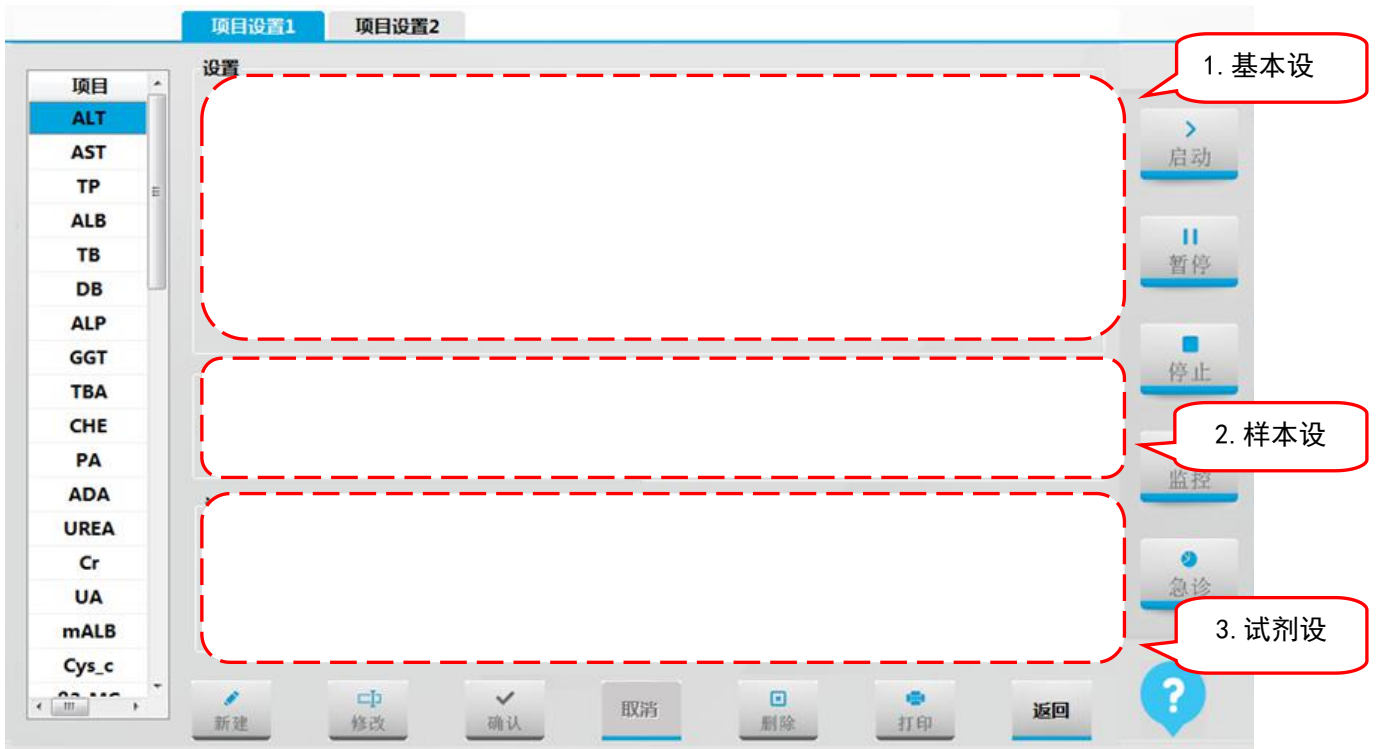 项目设置1
项目设置2
设置
项目
ALT
AST
TP
ALB
TB
DB
ALP
GGT
TBA
CHE
PA
ADA
UREA
Cr
UA
mALB
Cys_c
1.基本设
启动
暂停
停止
2.样本设
监控
急诊
3.试剂设
?
新建
修改
确认
取消
删除
打印
返回